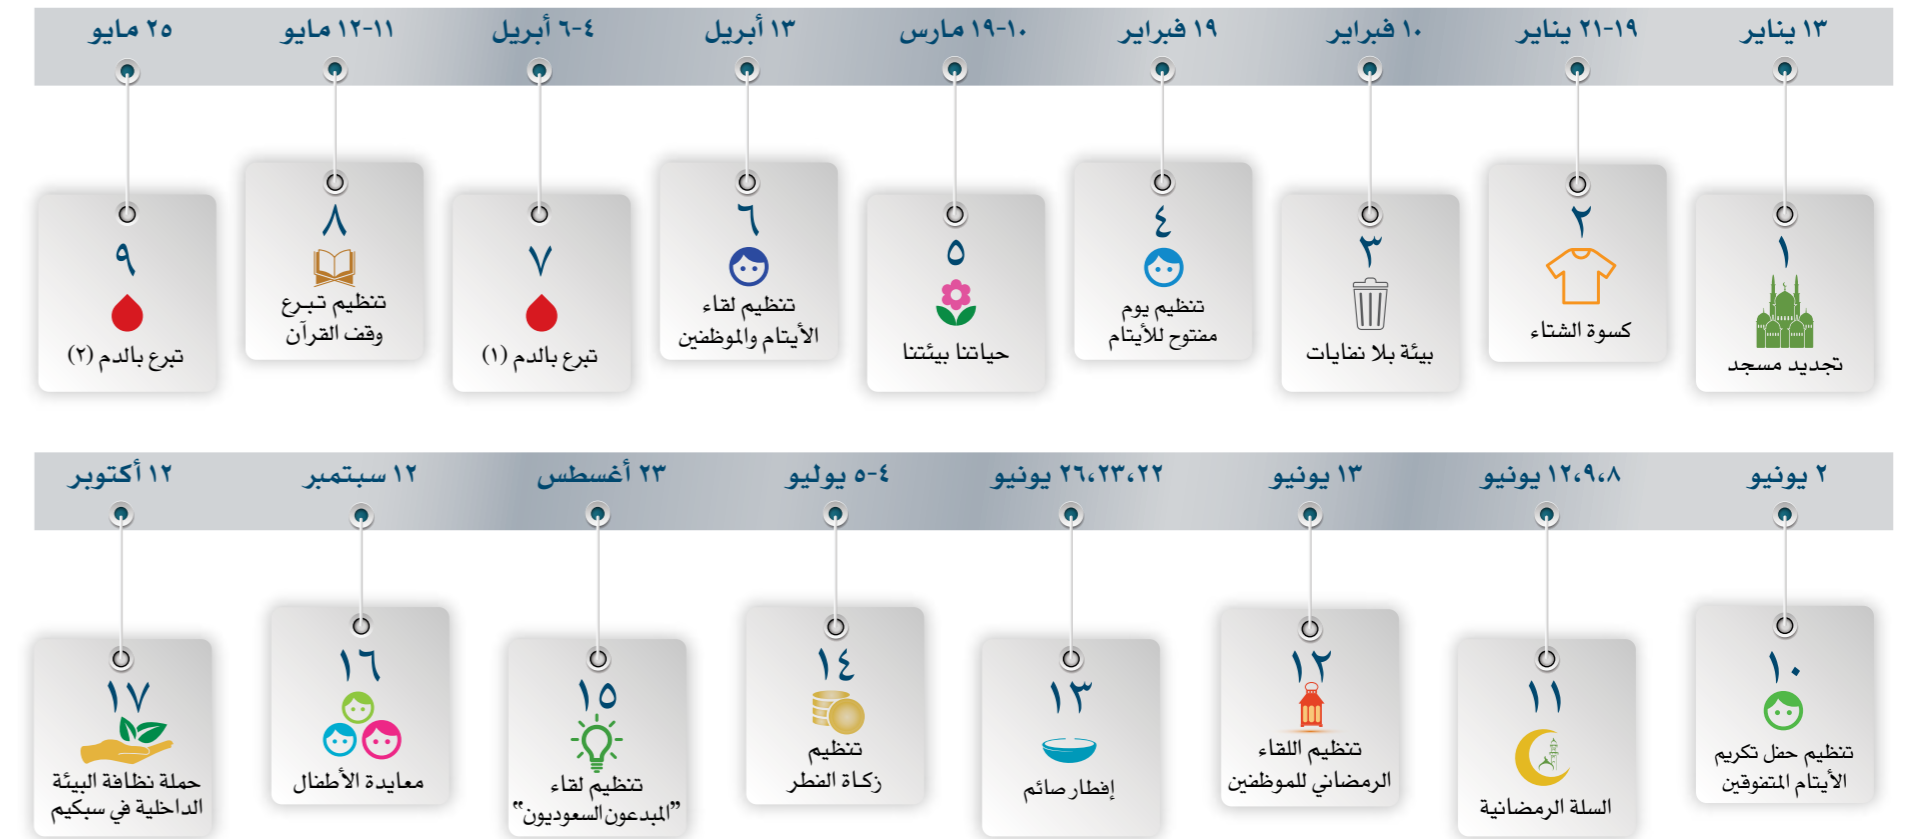 ١٣ يناير
١٩-٢١ يناير
١٠ فبراير
١٩ فبراير
١٠-١٩ مارس
١٣ أبريل
٤-٦ أبريل
١١-١٢ مايو
٢٥ مايو
١
تجديد مسجد
٢
كسوة الشتاء
٣
بيئة بلا نفايات
٤
تنظيم يوم
مفتوح للأيتام
٥
حياتنا بيئتنا
٦
تنظيم لقاء
الأيتام والموظفين
٧
تبرع بالدم (١)
٨
تنظيم تبرع
وقف القرآن
٩
تبرع بالدم (٢)
٢ يونيو
٨،٩،١٢ يونيو
١٣ يونيو
٢٢،٢٣،٢٦ يونيو
٤-٥ يوليو
٢٣ أغسطس
١٢ سبتمبر
١٢ أكتوبر
١٠
تنظيم حفل تكريم
الأيتام المتفوقين
١١
السلة الرمضانية
١٢
تنظيم اللقاء
الرمضاني للموظفين
١٣
إفطار صائم
١٤
تنظيم
زكاة الفطر
١٥
تنظيم لقاء
”المبدعون السعوديون“
١٦
معايدة الأطفال
١٧
حملة نظافة البيئة
الداخلية في سبكيم